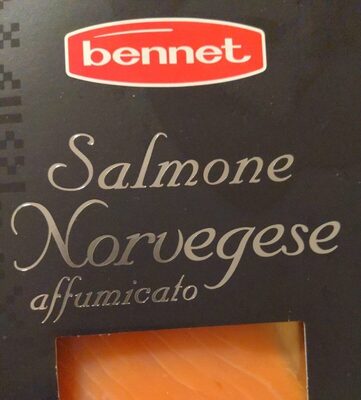 bennet
Salmone
Norvegese
affumicato